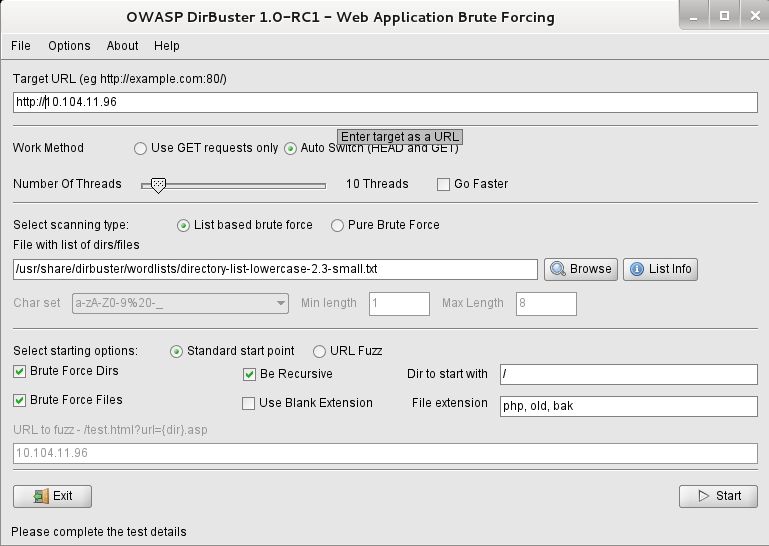 OWASP DirBuster 1.0-RC1 - Web Application Brute Forcing
File Options About Help
Target URL (eg http://example.com:80/)
http://10.104.11.96
Enter target as a URL
Work Method Use GET requests only Auto Switch (HEAD and GET)
Number Of Threads 10 Threads Go Faster
Select scanning type: List based brute force Pure Brute Force
File with list of dirs/files
/usr/share/dirbuster/wordlists/directory-list-lowercase-2.3-small.txt Browse List Info
Char set a-zA-Z0-9%20-_ Min length 1 Max Length 8
Select starting options: Standard start point URL Fuzz
Brute Force Dirs Be Recursive Dir to start with /
Brute Force Files Use Blank Extension File extension php, old, bak
URL to fuzz - /test.html?url={dir}.asp
10.104.11.96
Exit Start
Please complete the test details